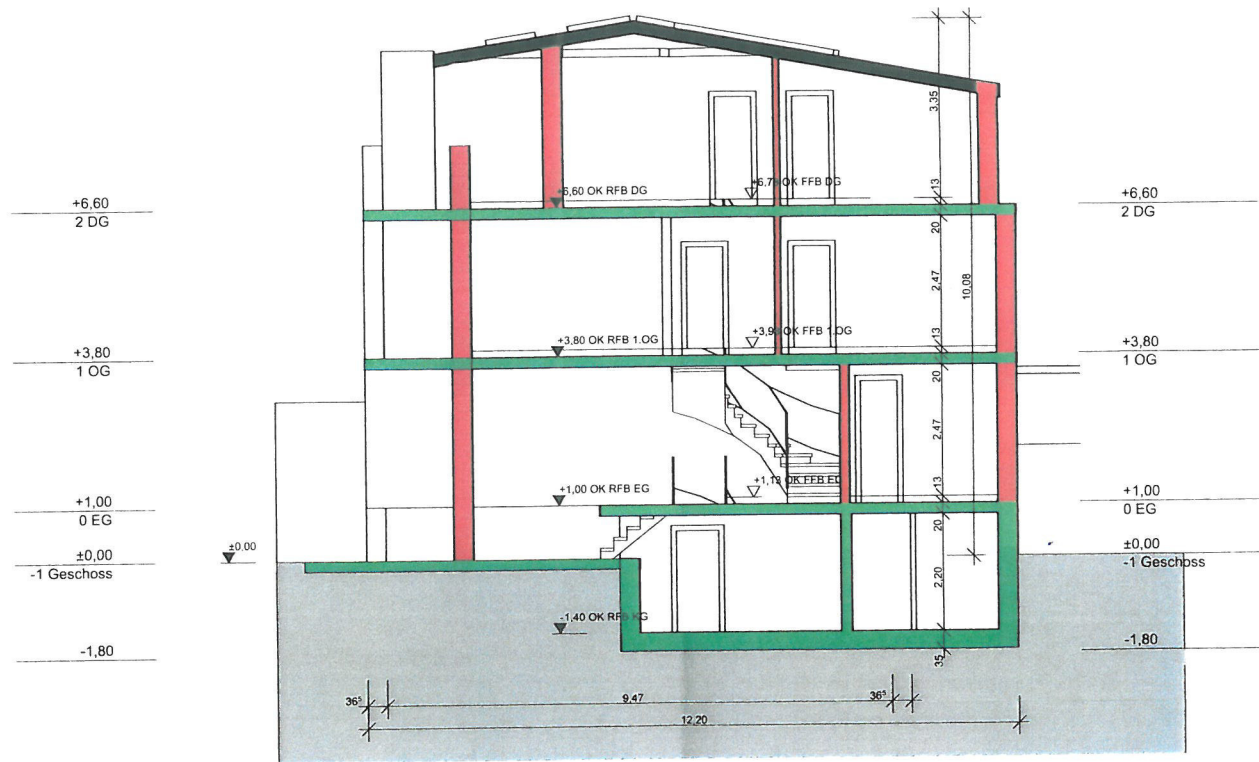 3,35
+6,60 OK RFB DG
+6,7 OK FFB DG
13
+6,60
2 DG
+6,60
2 DG
20
2,47
10,08
+3,80 OK RFB 1.OG
+3,9 OK FFB 1.OG
13
+3,80
1 OG
+3,80
1 OG
20
2,47
+1,00 OK RFB EG
+1,13 OK FFB EG
13
+1,00
0 EG
+1,00
0 EG
20
±0,00
-1 Geschoss
±0,00
±0,00
-1 Geschoss
2,20
-1,40 OK RFB KG
-1,80
-1,80
35
36⁵
9,47
36⁵
12,20